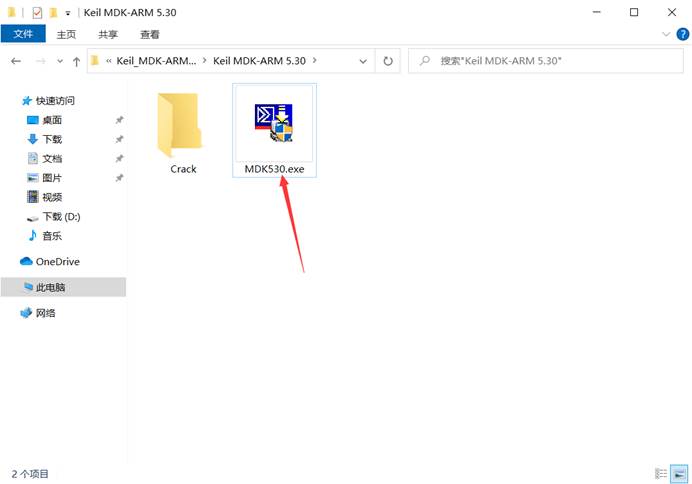 Keil MDK-ARM 5.30
文件 主页 共享 查看
« Keil_MDK-ARM... > Keil MDK-ARM 5.30 > 搜索"Keil MDK-ARM 5.30"
快速访问
桌面
下载
文档
图片
视频
下载 (D:)
音乐
OneDrive
此电脑
网络
Crack
MDK530.exe
2 个项目